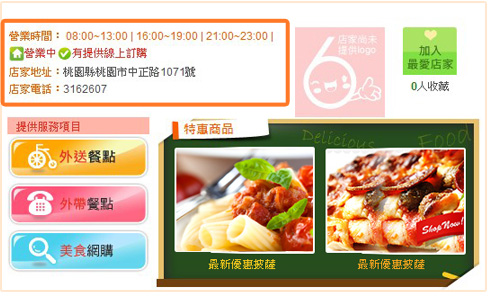 營業時間： 08:00~13:00 | 16:00~19:00 | 21:00~23:00 |
營業中 有提供線上訂購
店家地址：桃園縣桃園市中正路1071號
店家電話：3162607
店家尚未
提供logo
加入
最愛店家
0人收藏
提供服務項目
外送餐點
外帶餐點
美食網購
特惠商品
Delicious Food
Shop Now!
最新優惠披薩
最新優惠披薩